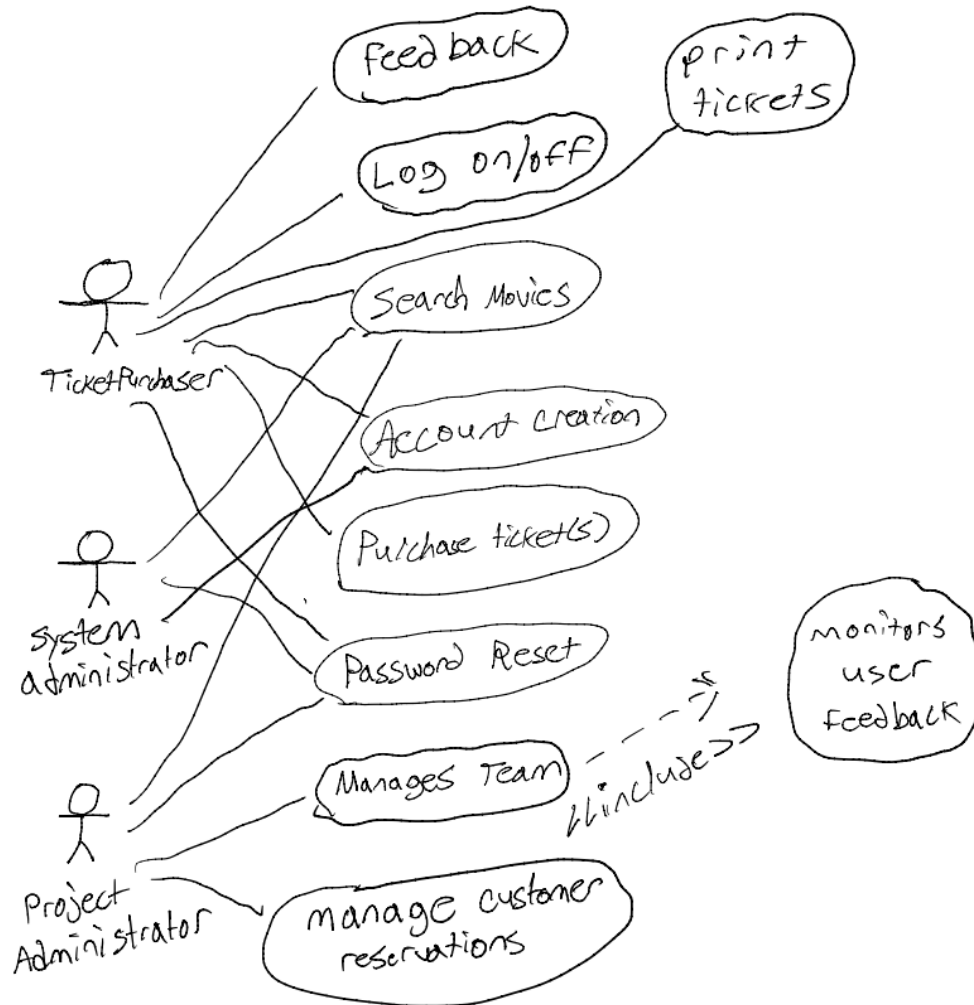 feedback
print
tickets
Log on/off
Search Movies
TicketPurchaser
Account Creation
Purchase ticket(s)
system
administrator
Password Reset
monitors
user
feedback
Manages Team
<<include>>
Project
Administrator
manage customer
reservations